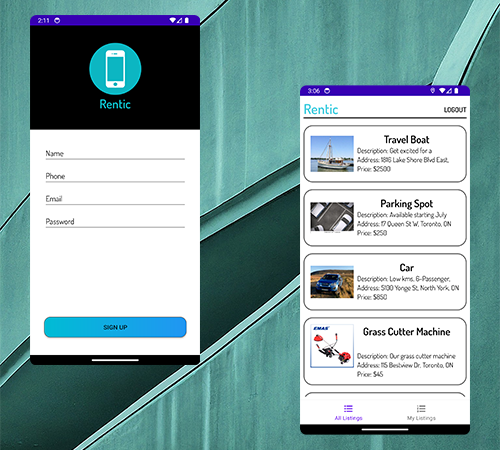 2:11
Rentic
Name
Phone
Email
Password
SIGN UP
3:06
Rentic
LOGOUT
Travel Boat
Description: Get excited for a
Address: 1816 Lake Shore Blvd East,
Price: $2500
Parking Spot
Description: Available starting July
Address: 17 Queen St W, Toronto, ON
Price: $250
Car
Description: Low kms, 6-Passenger,
Address: 5100 Yonge St, North York, ON
Price: $850
EMAX
Grass Cutter Machine
Description: Our grass cutter machine
Address: 115 Bestview Dr, Toronto, ON
Price: $45
All Listings
My Listings